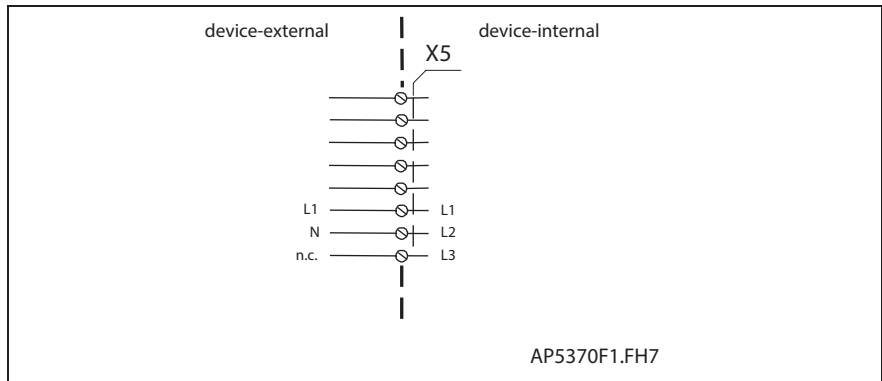 device-external device-internal
X5
L1 L1
N L2
n.c. L3
AP5370F1.FH7